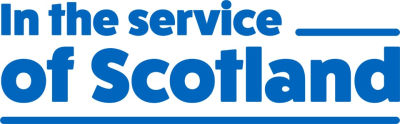 In the service
of Scotland